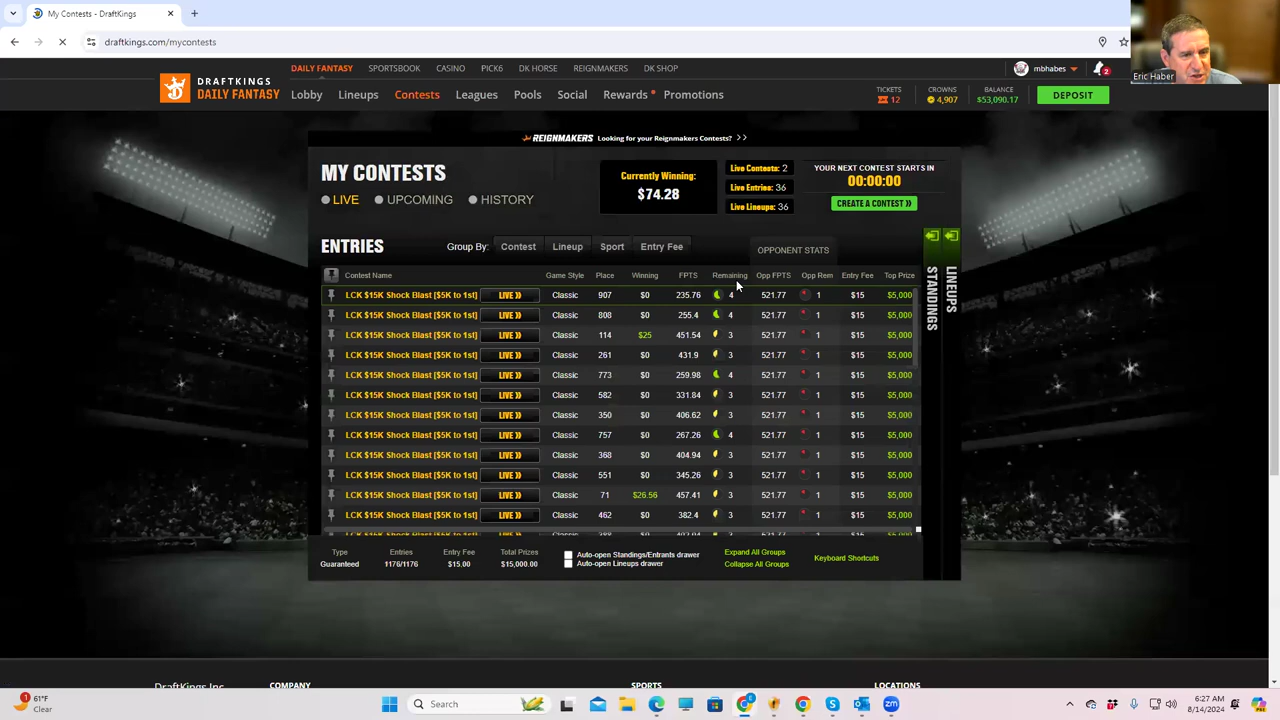 My Contests - DraftKings
draftkings.com/mycontests
Eric Haber
DAILY FANTASY SPORTSBOOK CASINO PICK6 DK HORSE REIGNMAKERS DK SHOP
mbhabes 2
DRAFTKINGS
DAILY FANTASY
Lobby Lineups Contests Leagues Pools Social Rewards Promotions
TICKETS CROWNS BALANCE
12 4,907 $53,090.17
DEPOSIT
REIGNMAKERS Looking for your Reignmakers Contests? >>
MY CONTESTS
LIVE UPCOMING HISTORY
Currently Winning:
$74.28
Live Contests: 2
Live Entries: 36
Live Lineups: 36
YOUR NEXT CONTEST STARTS IN
00:00:00
CREATE A CONTEST »
ENTRIES
Group By: Contest Lineup Sport Entry Fee
OPPONENT STATS
STANDINGS
LINEUPS
Contest Name Game Style Place Winning FPTS Remaining Opp FPTS Opp Rem Entry Fee Top Prize
LCK $15K Shock Blast [$5K to 1st] LIVE » Classic 907 $0 235.76 4 521.77 1 $15 $5,000
LCK $15K Shock Blast [$5K to 1st] LIVE » Classic 808 $0 255.4 4 521.77 1 $15 $5,000
LCK $15K Shock Blast [$5K to 1st] LIVE » Classic 114 $25 451.54 3 521.77 1 $15 $5,000
LCK $15K Shock Blast [$5K to 1st] LIVE » Classic 261 $0 431.9 3 521.77 1 $15 $5,000
LCK $15K Shock Blast [$5K to 1st] LIVE » Classic 773 $0 259.98 4 521.77 1 $15 $5,000
LCK $15K Shock Blast [$5K to 1st] LIVE » Classic 582 $0 331.84 3 521.77 1 $15 $5,000
LCK $15K Shock Blast [$5K to 1st] LIVE » Classic 350 $0 406.62 3 521.77 1 $15 $5,000
LCK $15K Shock Blast [$5K to 1st] LIVE » Classic 757 $0 267.26 4 521.77 1 $15 $5,000
LCK $15K Shock Blast [$5K to 1st] LIVE » Classic 368 $0 404.94 3 521.77 1 $15 $5,000
LCK $15K Shock Blast [$5K to 1st] LIVE » Classic 551 $0 345.26 3 521.77 1 $15 $5,000
LCK $15K Shock Blast [$5K to 1st] LIVE » Classic 71 $26.56 457.41 3 521.77 1 $15 $5,000
LCK $15K Shock Blast [$5K to 1st] LIVE » Classic 462 $0 382.4 3 521.77 1 $15 $5,000
Type Entries Entry Fee Total Prizes
Guaranteed 1176/1176 $15.00 $15,000.00
Auto-open Standings/Entrants drawer
Auto-open Lineups drawer
Expand All Groups
Collapse All Groups
Keyboard Shortcuts
DraftKings Inc. COMPANY SPORTS LOCATIONS
1
61°F
Clear
Search
6:27 AM
8/14/2024